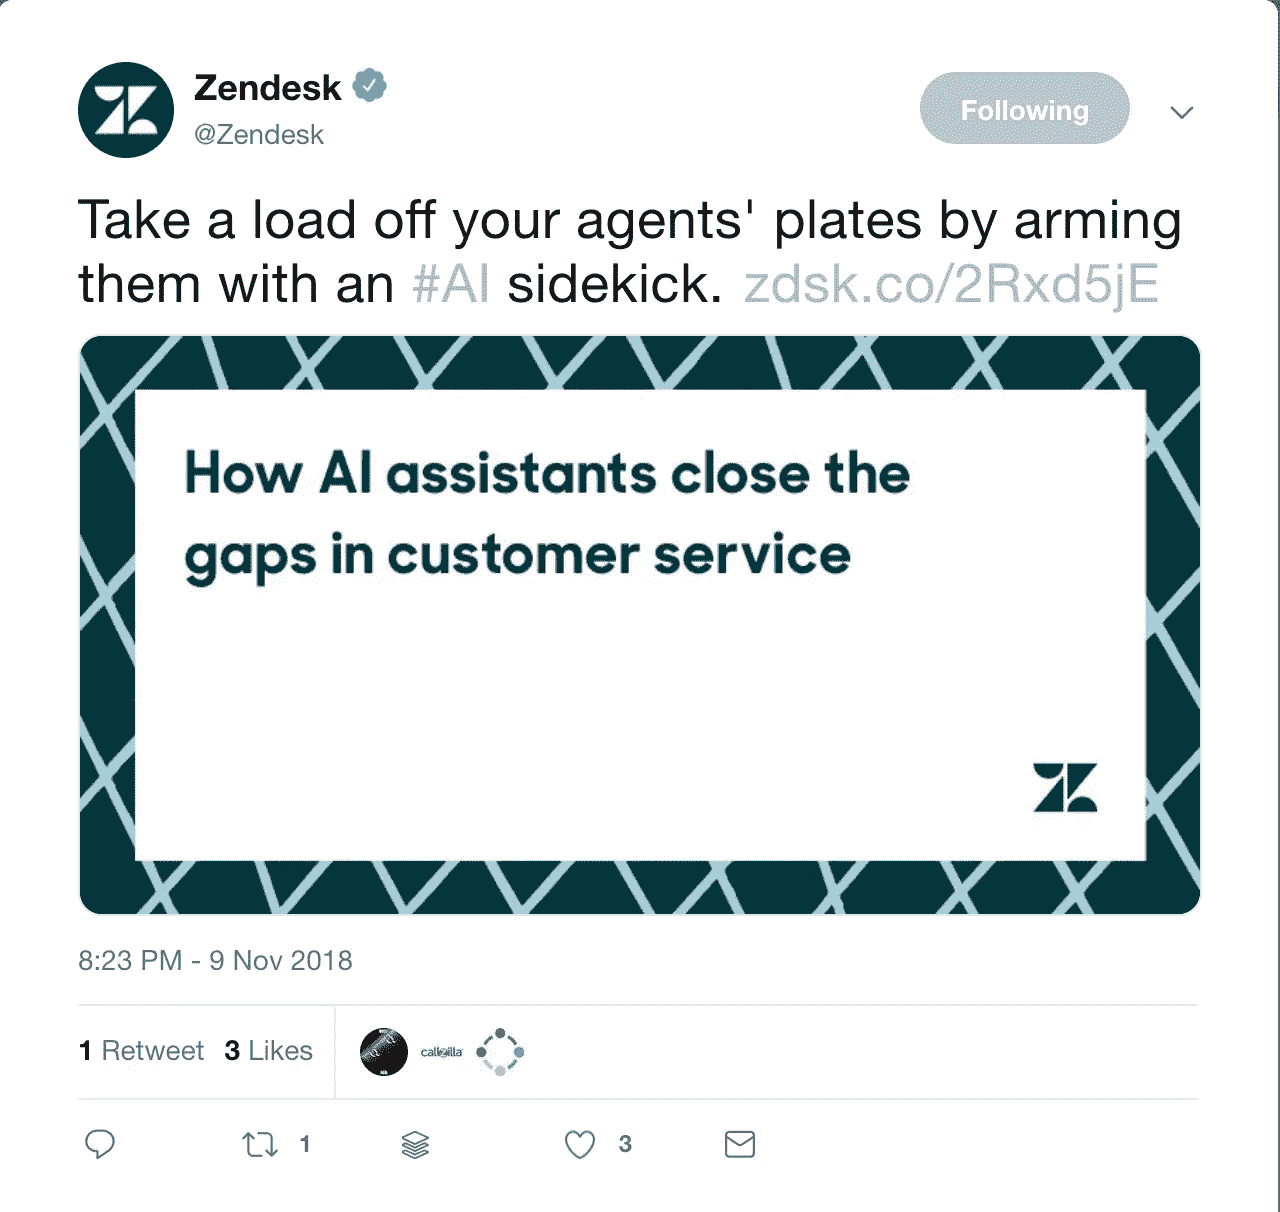 Zendesk
@Zendesk
Following
Take a load off your agents' plates by arming
them with an #AI sidekick. zdsk.co/2Rxd5jE
How AI assistants close the
gaps in customer service
8:23 PM - 9 Nov 2018
1 Retweet 3 Likes
1
3